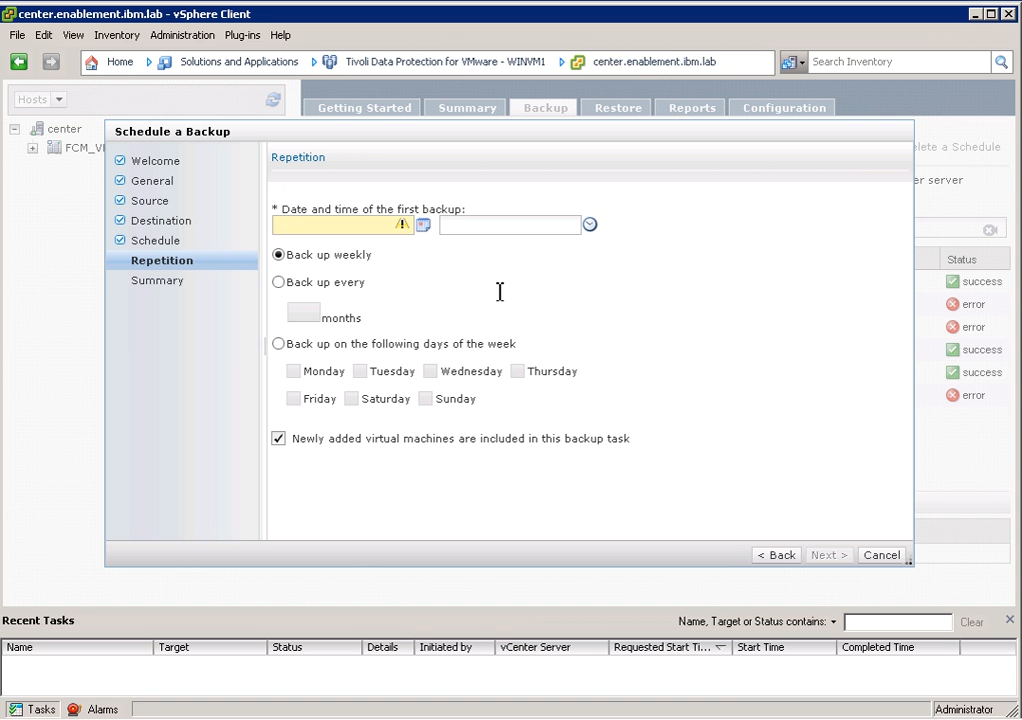 center.enablement.ibm.lab - vSphere Client
File Edit View Inventory Administration Plug-ins Help
Home Solutions and Applications Tivoli Data Protection for VMware - WINVM1 center.enablement.ibm.lab Search Inventory
Hosts Getting Started Summary Backup Restore Reports Configuration
center
Schedule a Backup
FCM_V
elete a Schedule
er server
Welcome
General
Source
Destination
Schedule
Repetition
Summary
Repetition
* Date and time of the first backup:
Back up weekly
Back up every
months
Back up on the following days of the week
Monday Tuesday Wednesday Thursday
Friday Saturday Sunday
Newly added virtual machines are included in this backup task
Status
success
error
error
success
success
error
< Back Next > Cancel
Recent Tasks Name, Target or Status contains: Clear
Name Target Status Details Initiated by vCenter Server Requested Start Ti... Start Time Completed Time
Tasks Alarms Administrator